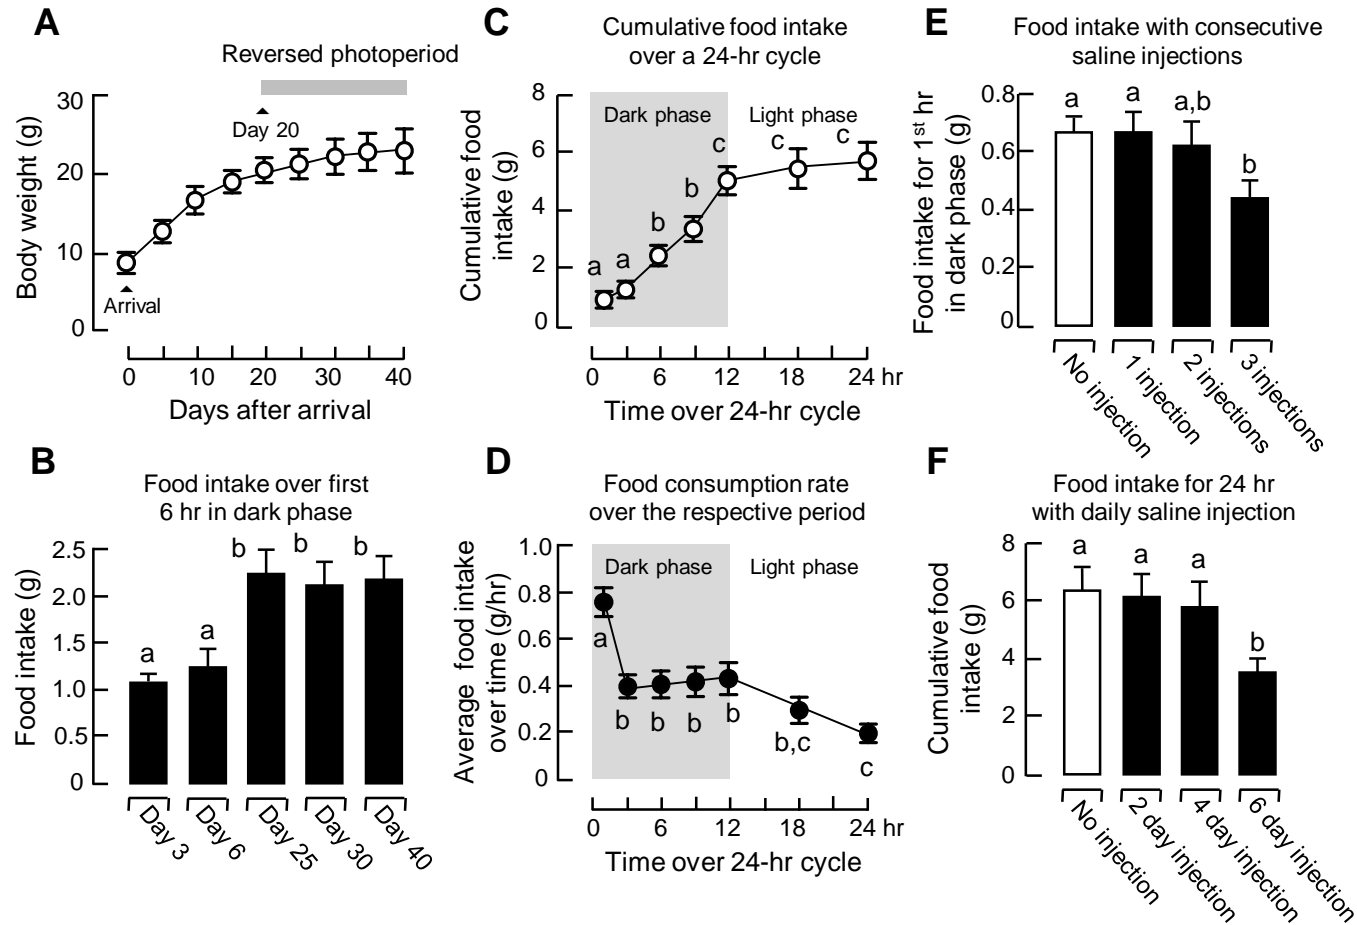 A
Reversed photoperiod
Day 20
Arrival
Body weight (g)
30
20
10
0
0 10 20 30 40
Days after arrival
B
Food intake over first
6 hr in dark phase
Food intake (g)
2.5
2.0
1.5
1.0
0.5
0
a a b b b
Day 3
Day 6
Day 25
Day 30
Day 40
C
Cumulative food intake
over a 24-hr cycle
Dark phase Light phase
Cumulative food
intake (g)
8
6
4
2
0
a a b b c c c
0 6 12 18 24 hr
Time over 24-hr cycle
D
Food consumption rate
over the respective period
Dark phase Light phase
Average food intake
over time (g/hr)
1.0
0.8
0.6
0.4
0.2
0
a b b b b b,c c
0 6 12 18 24 hr
Time over 24-hr cycle
E
Food intake with consecutive
saline injections
Food intake for 1st hr
in dark phase (g)
0.8
0.6
0.4
0.2
0
a a a,b b
No injection
1 injection
2 injections
3 injections
F
Food intake for 24 hr
with daily saline injection
Cumulative food
intake (g)
8
6
4
2
0
a a a b
No injection
2 day injection
4 day injection
6 day injection